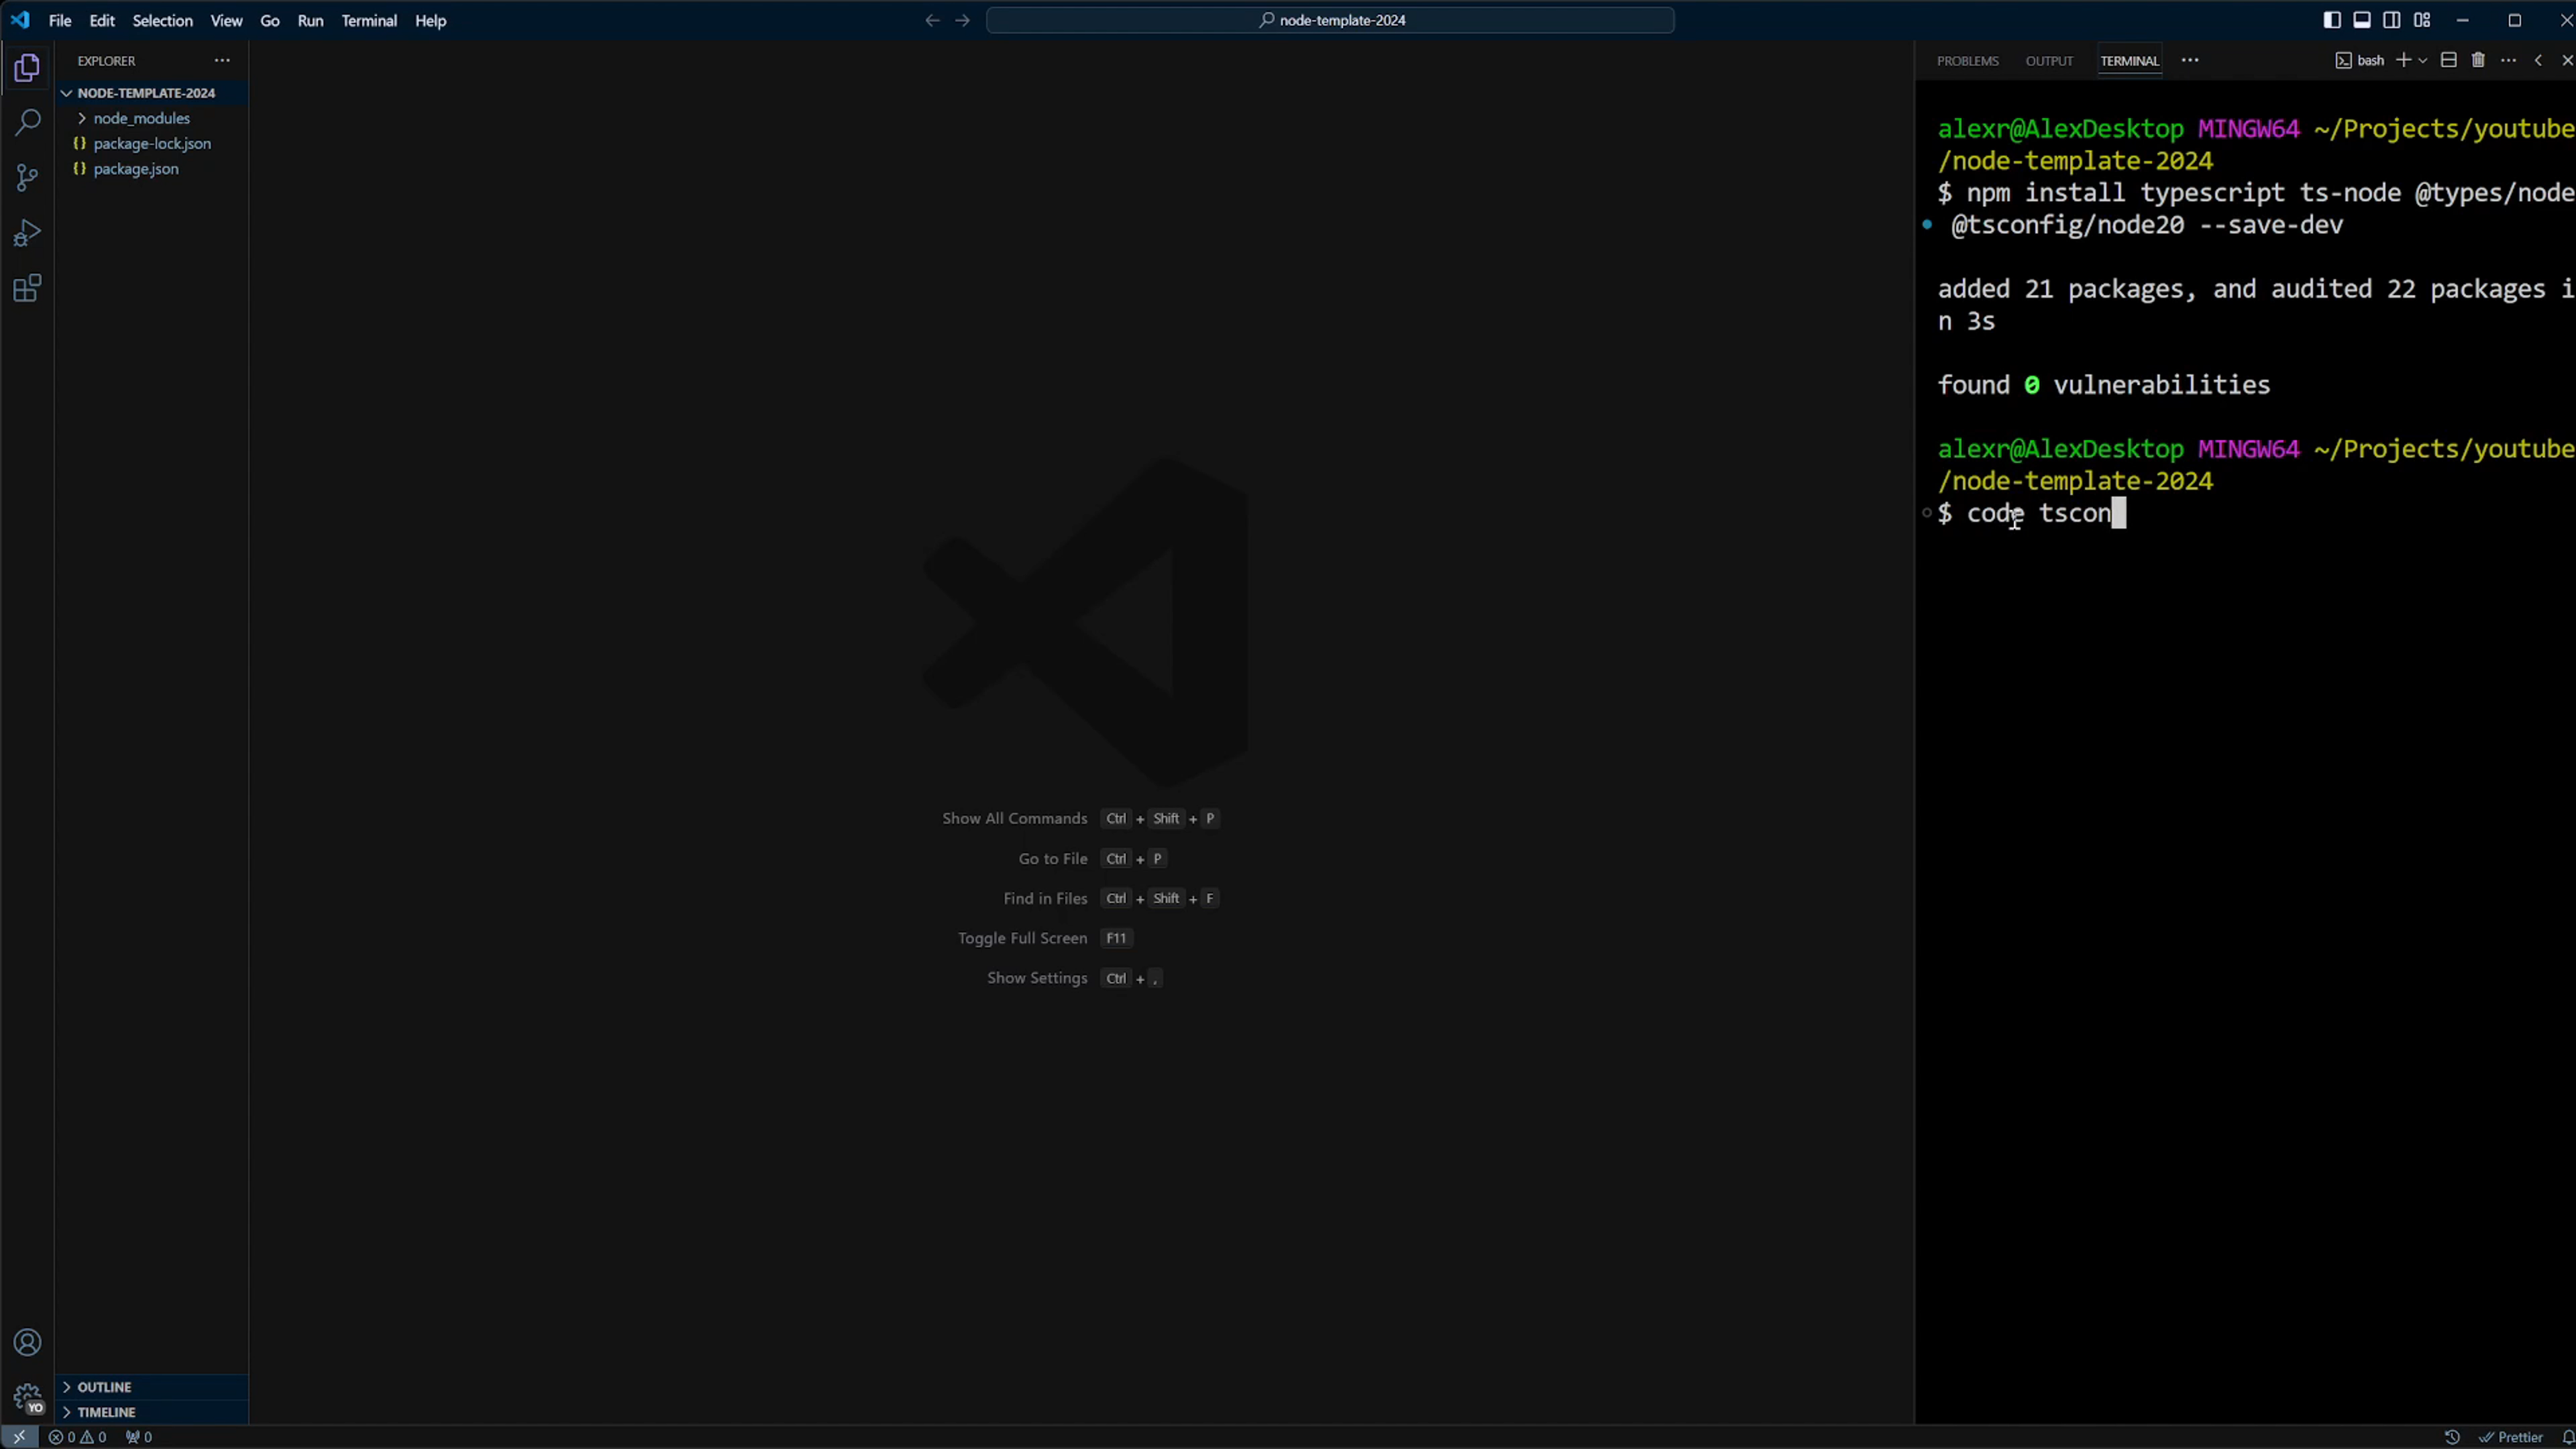 File Edit Selection View Go Run Terminal Help
node-template-2024
EXPLORER
NODE-TEMPLATE-2024
node_modules
{} package-lock.json
{} package.json
Show All Commands Ctrl + Shift + P
Go to File Ctrl + P
Find in Files Ctrl + Shift + F
Toggle Full Screen F11
Show Settings Ctrl + ,
PROBLEMS OUTPUT TERMINAL
bash
alexr@AlexDesktop MINGW64 ~/Projects/youtube
/node-template-2024
$ npm install typescript ts-node @types/node
@tsconfig/node20 --save-dev
added 21 packages, and audited 22 packages i
n 3s
found 0 vulnerabilities
alexr@AlexDesktop MINGW64 ~/Projects/youtube
/node-template-2024
$ code tscon
YO
OUTLINE
TIMELINE
0 0 0
Prettier